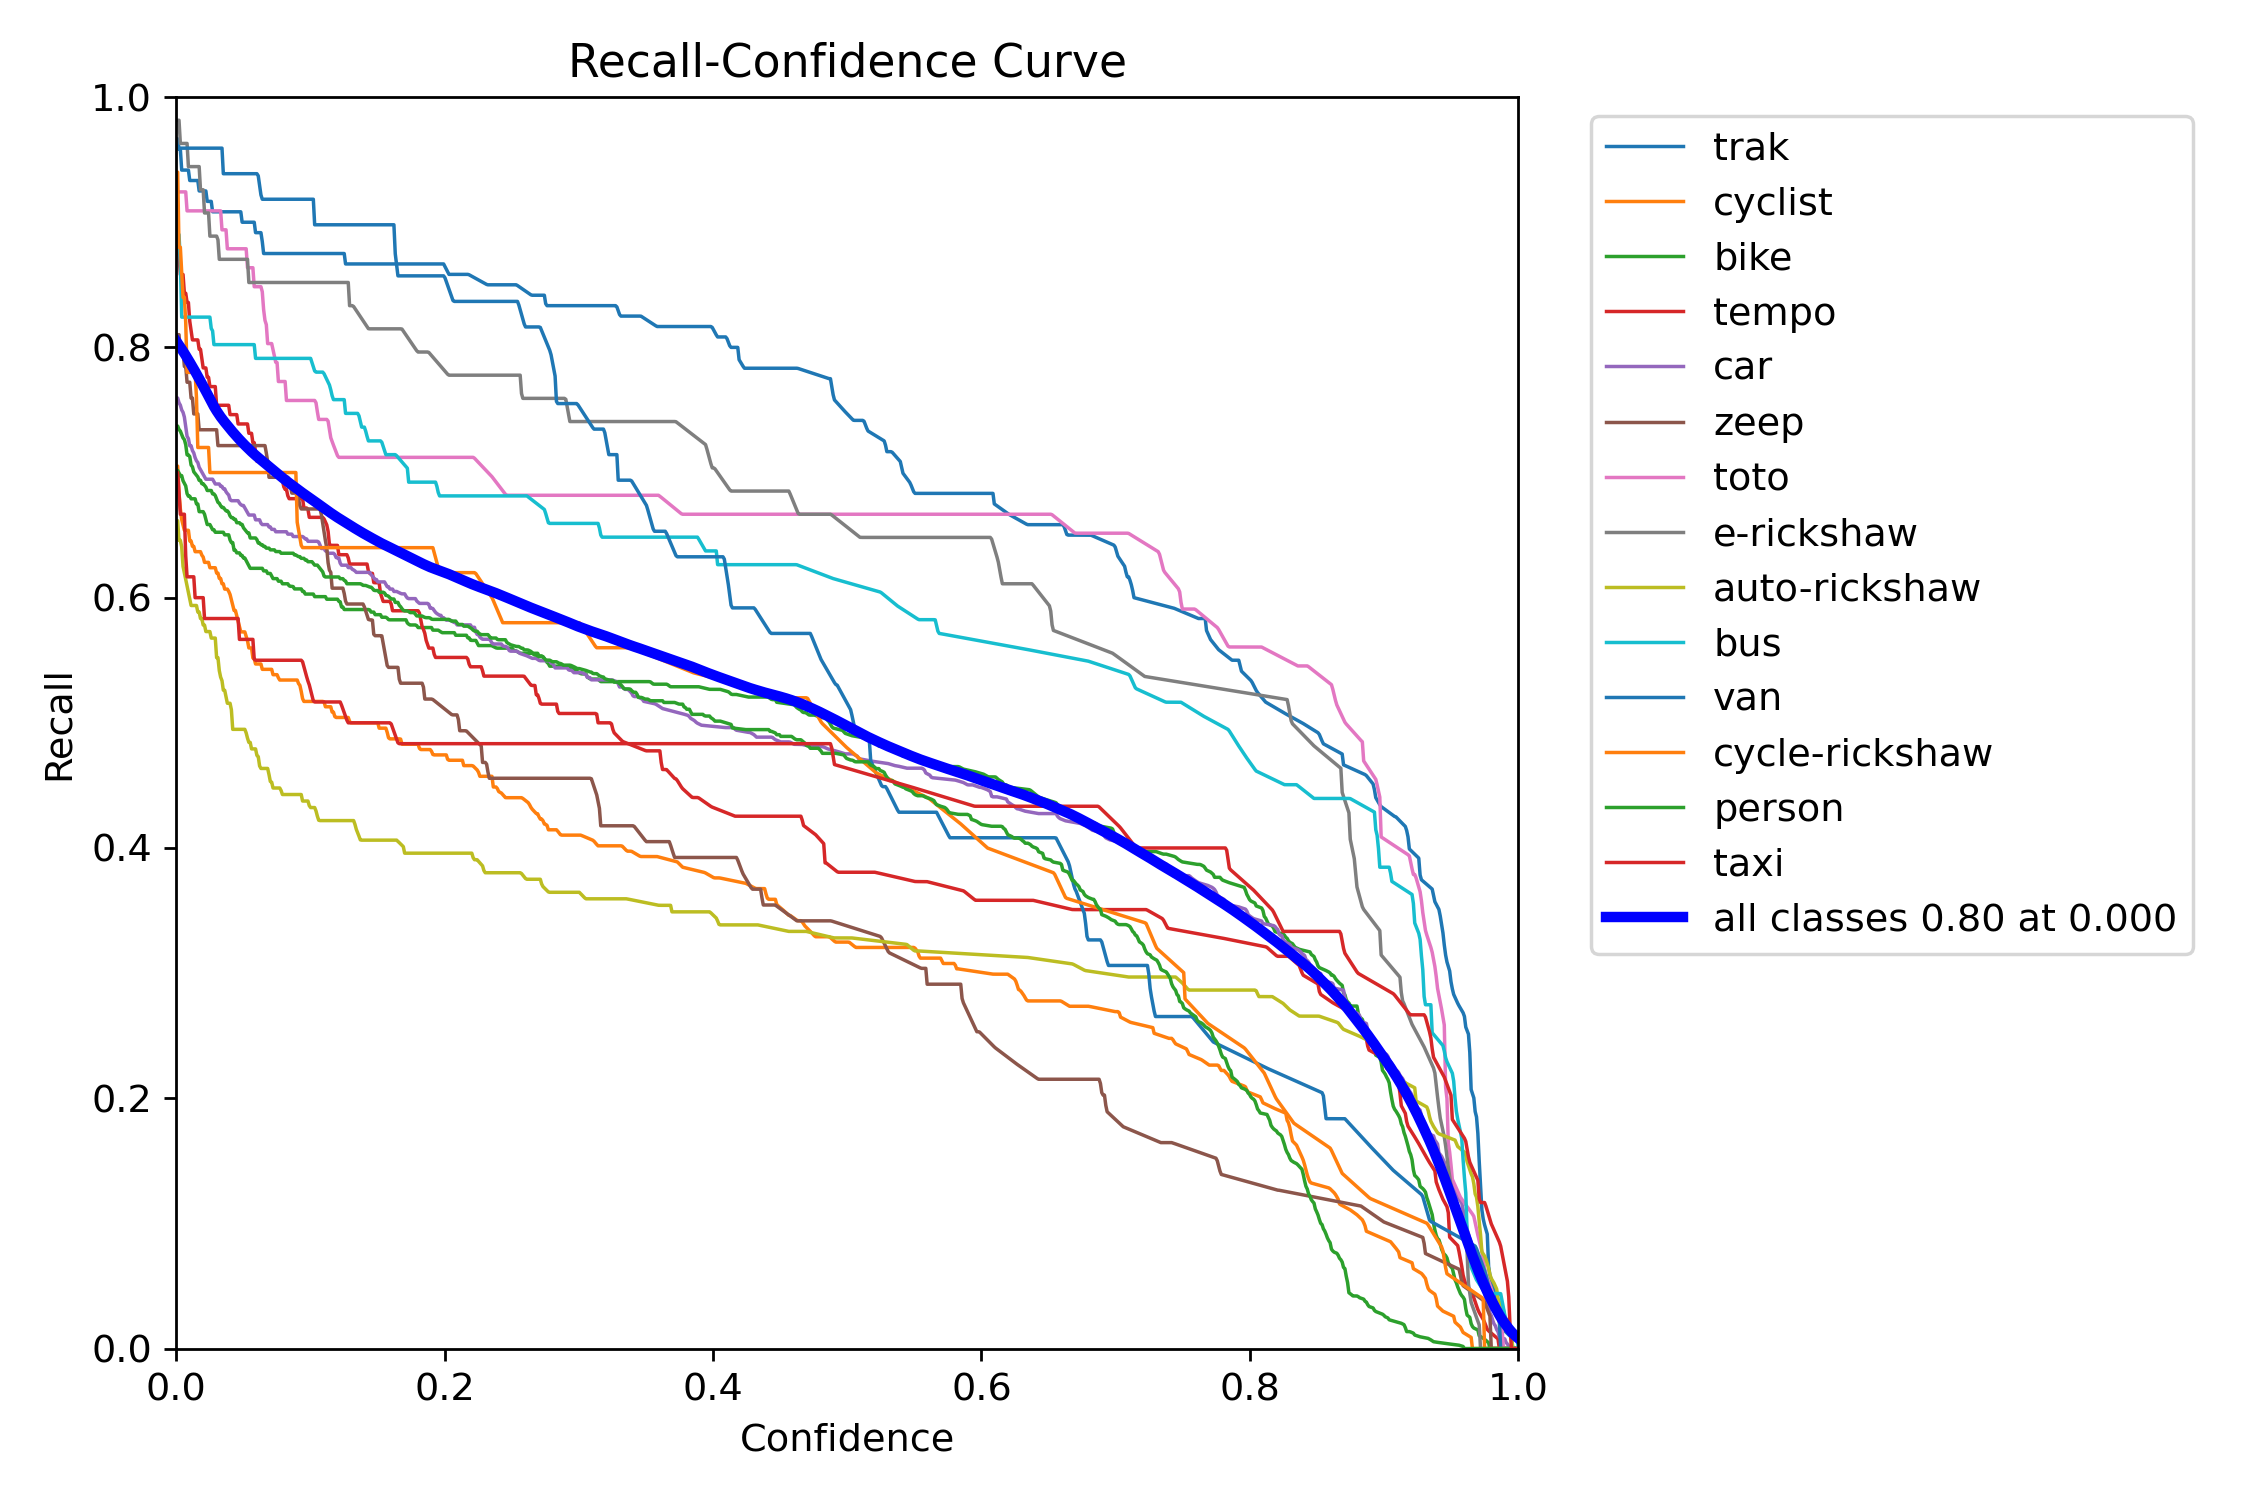 Recall-Confidence Curve
1.0
0.8
0.6
0.4
0.2
0.0
Recall
0.0 0.2 0.4 0.6 0.8 1.0
Confidence
trak
cyclist
bike
tempo
car
zeep
toto
e-rickshaw
auto-rickshaw
bus
van
cycle-rickshaw
person
taxi
all classes 0.80 at 0.000